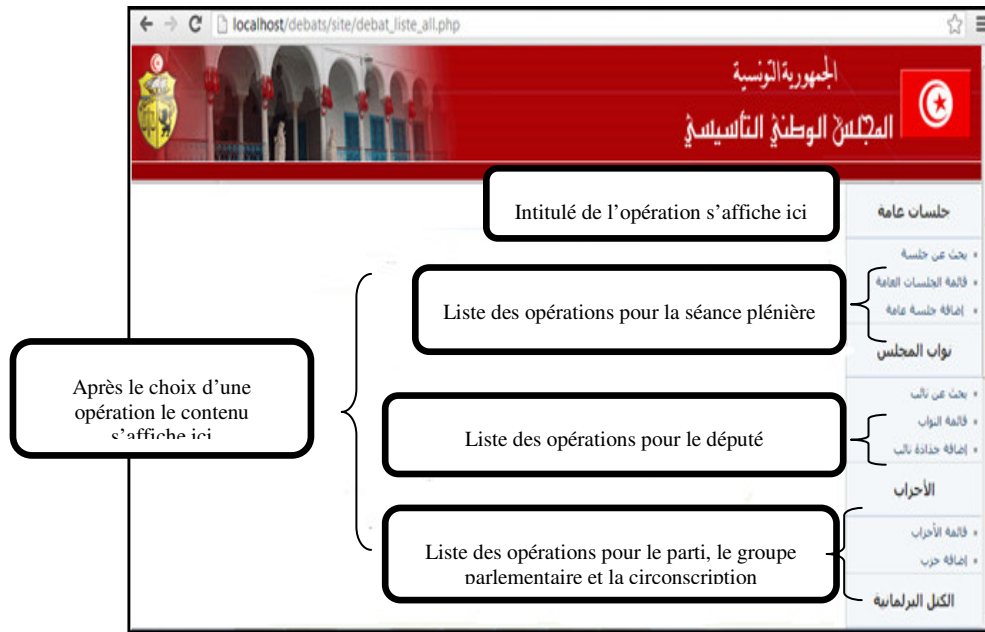 localhost/debats/site/debat_liste_all.php
الجمهورية التونسية
المجلس الوطني التأسيسي
Intitulé de l’opération s’affiche ici
جلسات عامة
بحث عن جلسة
قائمة الجلسات العامة
إضافة جلسة عامة
Liste des opérations pour la séance plénière
نواب المجلس
Après le choix d’une
opération le contenu
s’affiche ici
بحث عن نائب
قائمة النواب
إضافة جذاذة نائب
Liste des opérations pour le député
الأحزاب
قائمة الأحزاب
إضافة حزب
Liste des opérations pour le parti, le groupe
parlementaire et la circonscription
الكتل البرلمانية